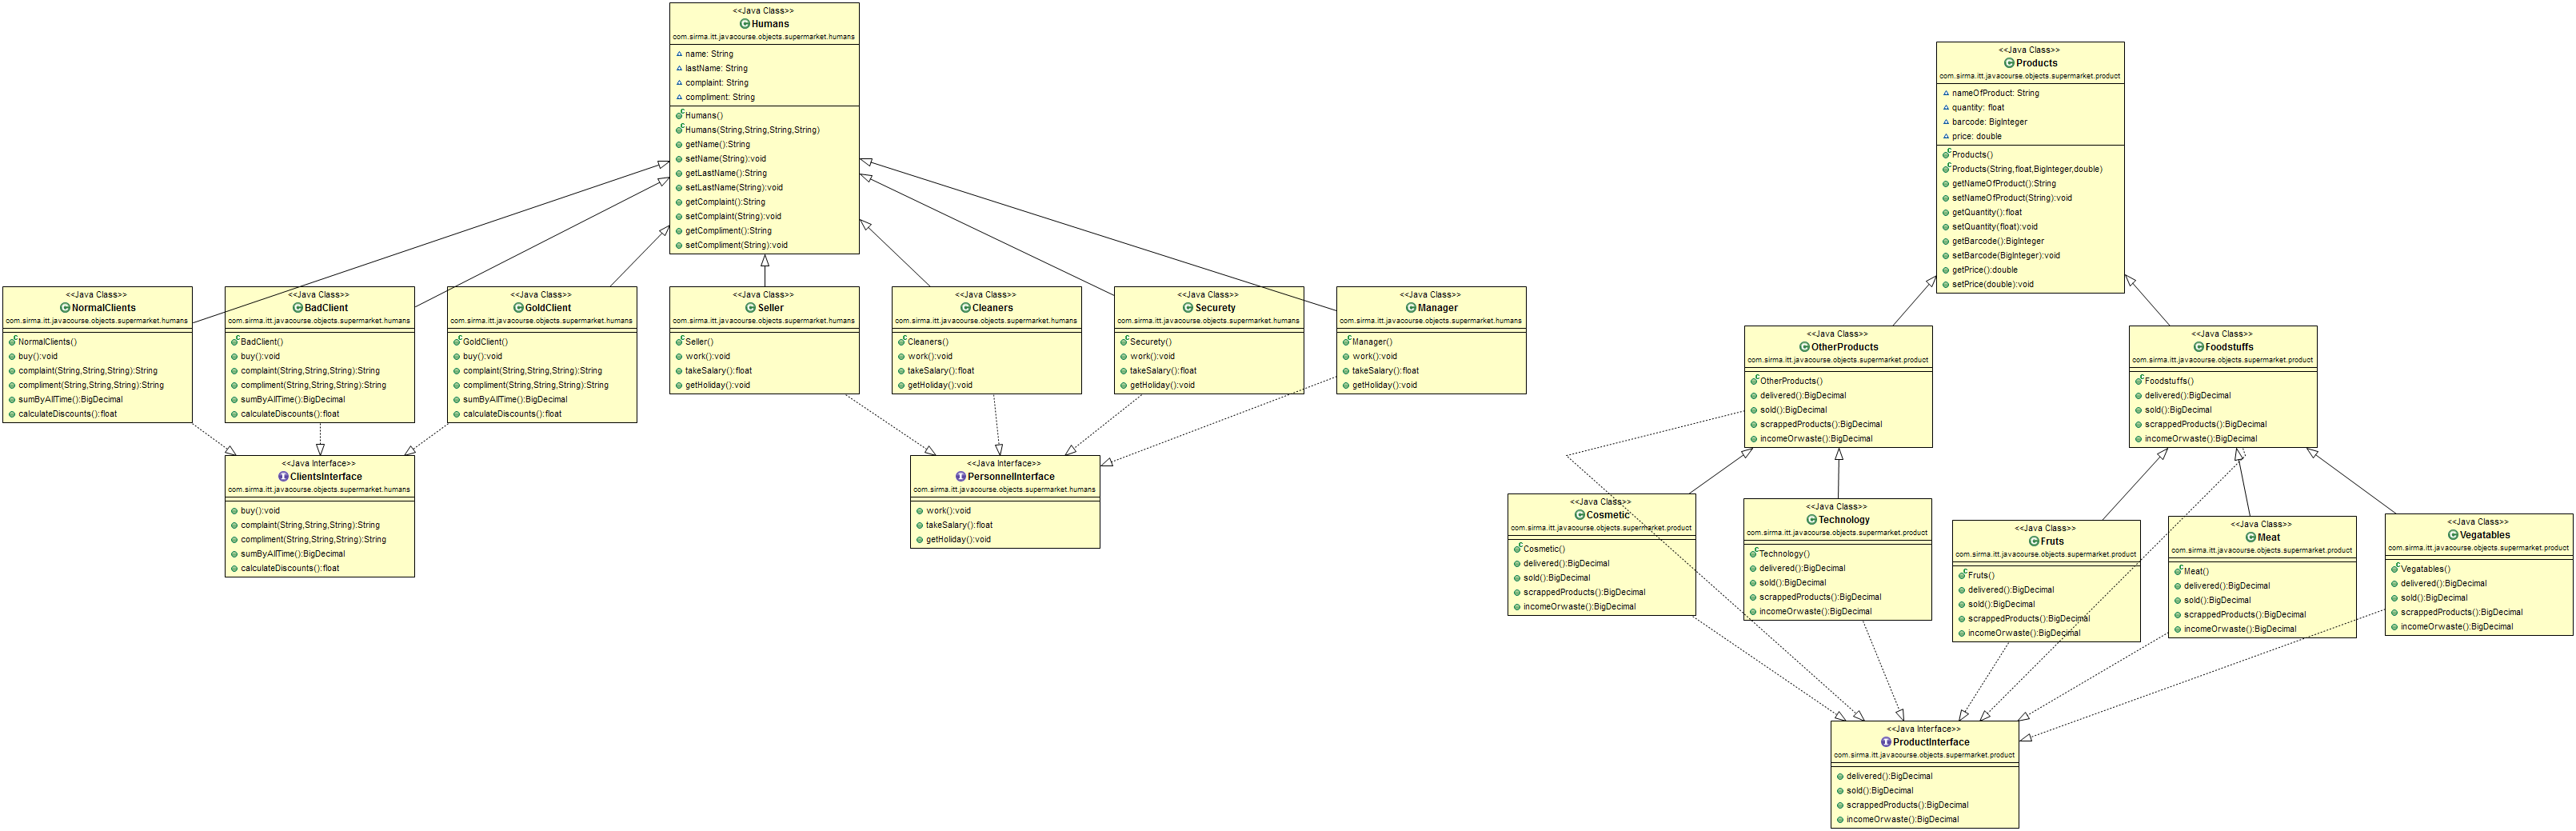 <<Java Class>>
Humans
com.sirma.itt.javacourse.objects.supermarket.humans
name: String
lastName: String
complaint: String
compliment: String
Humans()
Humans(String,String,String,String)
getName():String
setName(String):void
getLastName():String
setLastName(String):void
getComplaint():String
setComplaint(String):void
getCompliment():String
setCompliment(String):void
<<Java Class>>
Products
com.sirma.itt.javacourse.objects.supermarket.product
nameOfProduct: String
quantity: float
barcode: BigInteger
price: double
Products()
Products(String,float,BigInteger,double)
getNameOfProduct():String
setNameOfProduct(String):void
getQuantity():float
setQuantity(float):void
getBarcode():BigInteger
setBarcode(BigInteger):void
getPrice():double
setPrice(double):void
<<Java Class>>
NormalClients
com.sirma.itt.javacourse.objects.supermarket.humans
NormalClients()
buy():void
complaint(String,String,String):String
compliment(String,String,String):String
sumByAllTime():BigDecimal
calculateDiscounts():float
<<Java Class>>
BadClient
com.sirma.itt.javacourse.objects.supermarket.humans
BadClient()
buy():void
complaint(String,String,String):String
compliment(String,String,String):String
sumByAllTime():BigDecimal
calculateDiscounts():float
<<Java Class>>
GoldClient
com.sirma.itt.javacourse.objects.supermarket.humans
GoldClient()
buy():void
complaint(String,String,String):String
compliment(String,String,String):String
sumByAllTime():BigDecimal
calculateDiscounts():float
<<Java Class>>
Seller
com.sirma.itt.javacourse.objects.supermarket.humans
Seller()
work():void
takeSalary():float
getHoliday():void
<<Java Class>>
Cleaners
com.sirma.itt.javacourse.objects.supermarket.humans
Cleaners()
work():void
takeSalary():float
getHoliday():void
<<Java Class>>
Securety
com.sirma.itt.javacourse.objects.supermarket.humans
Securety()
work():void
takeSalary():float
getHoliday():void
<<Java Class>>
Manager
com.sirma.itt.javacourse.objects.supermarket.humans
Manager()
work():void
takeSalary():float
getHoliday():void
<<Java Class>>
OtherProducts
com.sirma.itt.javacourse.objects.supermarket.product
OtherProducts()
delivered():BigDecimal
sold():BigDecimal
scrappedProducts():BigDecimal
incomeOrwaste():BigDecimal
<<Java Class>>
Foodstuffs
com.sirma.itt.javacourse.objects.supermarket.product
Foodstuffs()
delivered():BigDecimal
sold():BigDecimal
scrappedProducts():BigDecimal
incomeOrwaste():BigDecimal
<<Java Interface>>
ClientsInterface
com.sirma.itt.javacourse.objects.supermarket.humans
buy():void
complaint(String,String,String):String
compliment(String,String,String):String
sumByAllTime():BigDecimal
calculateDiscounts():float
<<Java Interface>>
PersonnelInterface
com.sirma.itt.javacourse.objects.supermarket.humans
work():void
takeSalary():float
getHoliday():void
<<Java Class>>
Cosmetic
com.sirma.itt.javacourse.objects.supermarket.product
Cosmetic()
delivered():BigDecimal
sold():BigDecimal
scrappedProducts():BigDecimal
incomeOrwaste():BigDecimal
<<Java Class>>
Technology
com.sirma.itt.javacourse.objects.supermarket.product
Technology()
delivered():BigDecimal
sold():BigDecimal
scrappedProducts():BigDecimal
incomeOrwaste():BigDecimal
<<Java Class>>
Fruts
com.sirma.itt.javacourse.objects.supermarket.product
Fruts()
delivered():BigDecimal
sold():BigDecimal
scrappedProducts():BigDecimal
incomeOrwaste():BigDecimal
<<Java Class>>
Meat
com.sirma.itt.javacourse.objects.supermarket.product
Meat()
delivered():BigDecimal
sold():BigDecimal
scrappedProducts():BigDecimal
incomeOrwaste():BigDecimal
<<Java Class>>
Vegatables
com.sirma.itt.javacourse.objects.supermarket.product
Vegatables()
delivered():BigDecimal
sold():BigDecimal
scrappedProducts():BigDecimal
incomeOrwaste():BigDecimal
<<Java Interface>>
ProductInterface
com.sirma.itt.javacourse.objects.supermarket.product
delivered():BigDecimal
sold():BigDecimal
scrappedProducts():BigDecimal
incomeOrwaste():BigDecimal